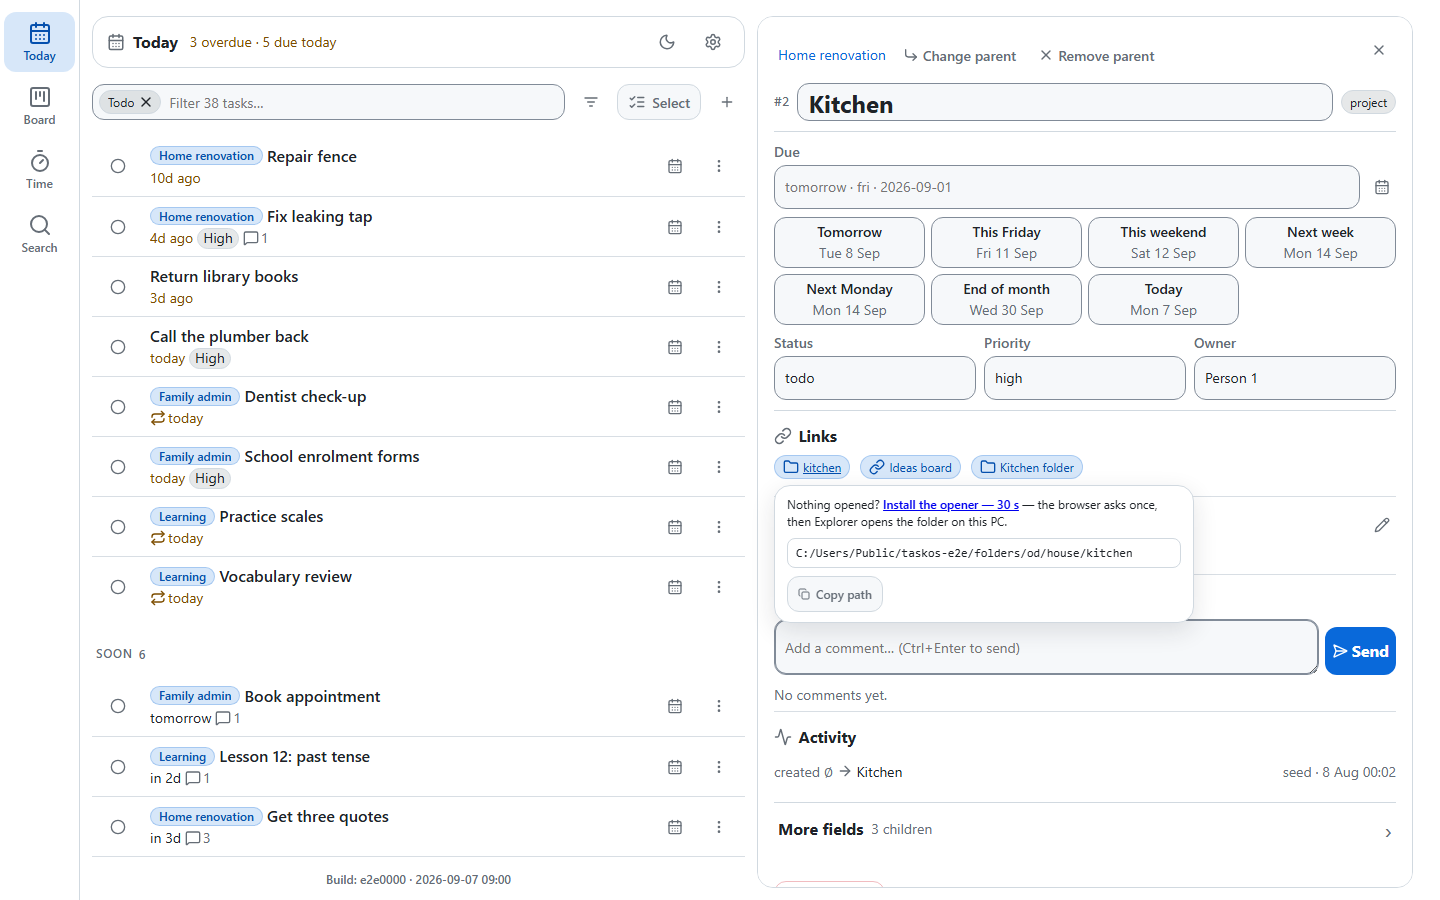 Today
Board
Time
Search
Today 3 overdue · 5 due today
Todo Filter 38 tasks...
Select
Home renovation Repair fence
10d ago
Home renovation Fix leaking tap
4d ago High 1
Return library books
3d ago
Call the plumber back
today High
Family admin Dentist check-up
today
Family admin School enrolment forms
today High
Learning Practice scales
today
Learning Vocabulary review
today
SOON 6
Family admin Book appointment
tomorrow 1
Learning Lesson 12: past tense
in 2d 1
Home renovation Get three quotes
in 3d 3
Build: e2e0000 · 2026-09-07 09:00
Home renovation Change parent Remove parent
#2 Kitchen project
Due
tomorrow · fri · 2026-09-01
Tomorrow This Friday This weekend Next week
Tue 8 Sep Fri 11 Sep Sat 12 Sep Mon 14 Sep
Next Monday End of month Today
Mon 14 Sep Wed 30 Sep Mon 7 Sep
Status Priority Owner
todo high Person 1
Links
kitchen Ideas board Kitchen folder
Nothing opened? Install the opener — 30 s — the browser asks once,
then Explorer opens the folder on this PC.
C:/Users/Public/taskos-e2e/folders/od/house/kitchen
Copy path
Add a comment... (Ctrl+Enter to send) Send
No comments yet.
Activity
created Ø → Kitchen seed · 8 Aug 00:02
More fields 3 children